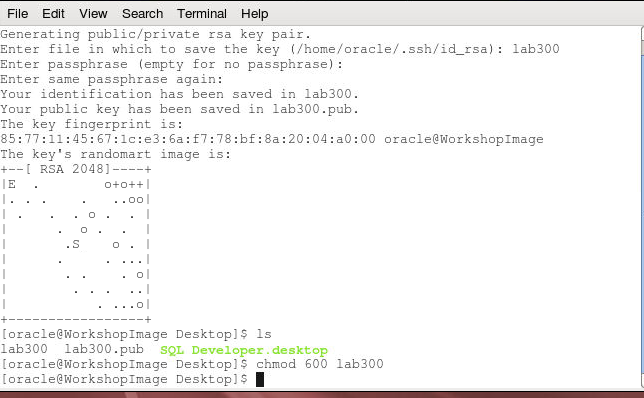 File Edit View Search Terminal Help
Generating public/private rsa key pair.
Enter file in which to save the key (/home/oracle/.ssh/id_rsa): lab300
Enter passphrase (empty for no passphrase):
Enter same passphrase again:
Your identification has been saved in lab300.
Your public key has been saved in lab300.pub.
The key fingerprint is:
85:77:11:45:67:1c:e3:6a:f7:78:bf:8a:20:04:a0:00 oracle@WorkshopImage
The key's randomart image is:
+--[ RSA 2048]----+
|E  .        o+o++|
|. . .    .   ..oo|
| .   .  . o .  . |
|      .  o .  .  |
|       .S    o . |
|      .     . ...|
|       . .    . o|
|        . . .  ..|
|           . ...o|
+-----------------+
[oracle@WorkshopImage Desktop]$ ls
lab300  lab300.pub  SQL Developer.desktop
[oracle@WorkshopImage Desktop]$ chmod 600 lab300
[oracle@WorkshopImage Desktop]$